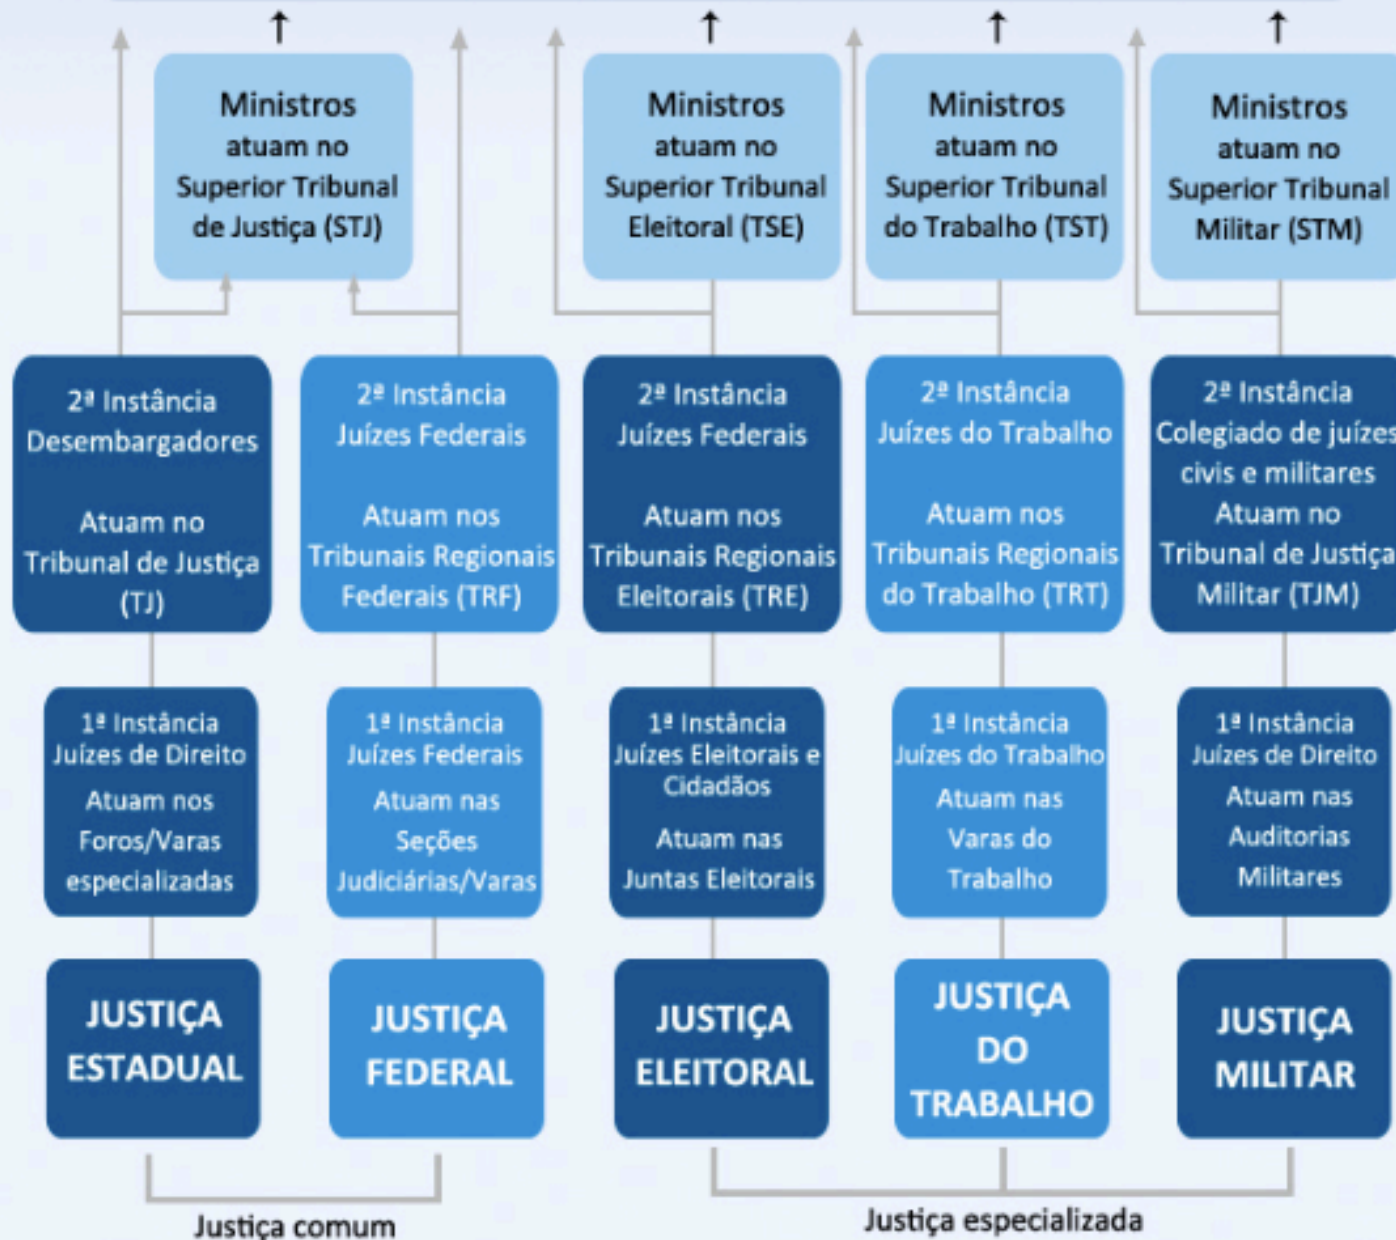 Ministros
atuam no
Superior Tribunal
de Justiça (STJ)
Ministros
atuam no
Superior Tribunal
Eleitoral (TSE)
Ministros
atuam no
Superior Tribunal
do Trabalho (TST)
Ministros
atuam no
Superior Tribunal
Militar (STM)
2ª Instância
Desembargadores
Atuam no
Tribunal de Justiça
(TJ)
2ª Instância
Juízes Federais
Atuam nos
Tribunais Regionais
Federais (TRF)
2ª Instância
Juízes Federais
Atuam nos
Tribunais Regionais
Eleitorais (TRE)
2ª Instância
Juízes do Trabalho
Atuam nos
Tribunais Regionais
do Trabalho (TRT)
2ª Instância
Colegiado de juízes
civis e militares
Atuam no
Tribunal de Justiça
Militar (TJM)
1ª Instância
Juízes de Direito
Atuam nos
Foros/Varas
especializadas
1ª Instância
Juízes Federais
Atuam nas
Seções
Judiciárias/Varas
1ª Instância
Juízes Eleitorais e
Cidadãos
Atuam nas
Juntas Eleitorais
1ª Instância
Juízes do Trabalho
Atuam nas
Varas do
Trabalho
1ª Instância
Juízes de Direito
Atuam nas
Auditorias
Militares
JUSTIÇA
ESTADUAL
JUSTIÇA
FEDERAL
JUSTIÇA
ELEITORAL
JUSTIÇA
DO
TRABALHO
JUSTIÇA
MILITAR
Justiça comum
Justiça especializada